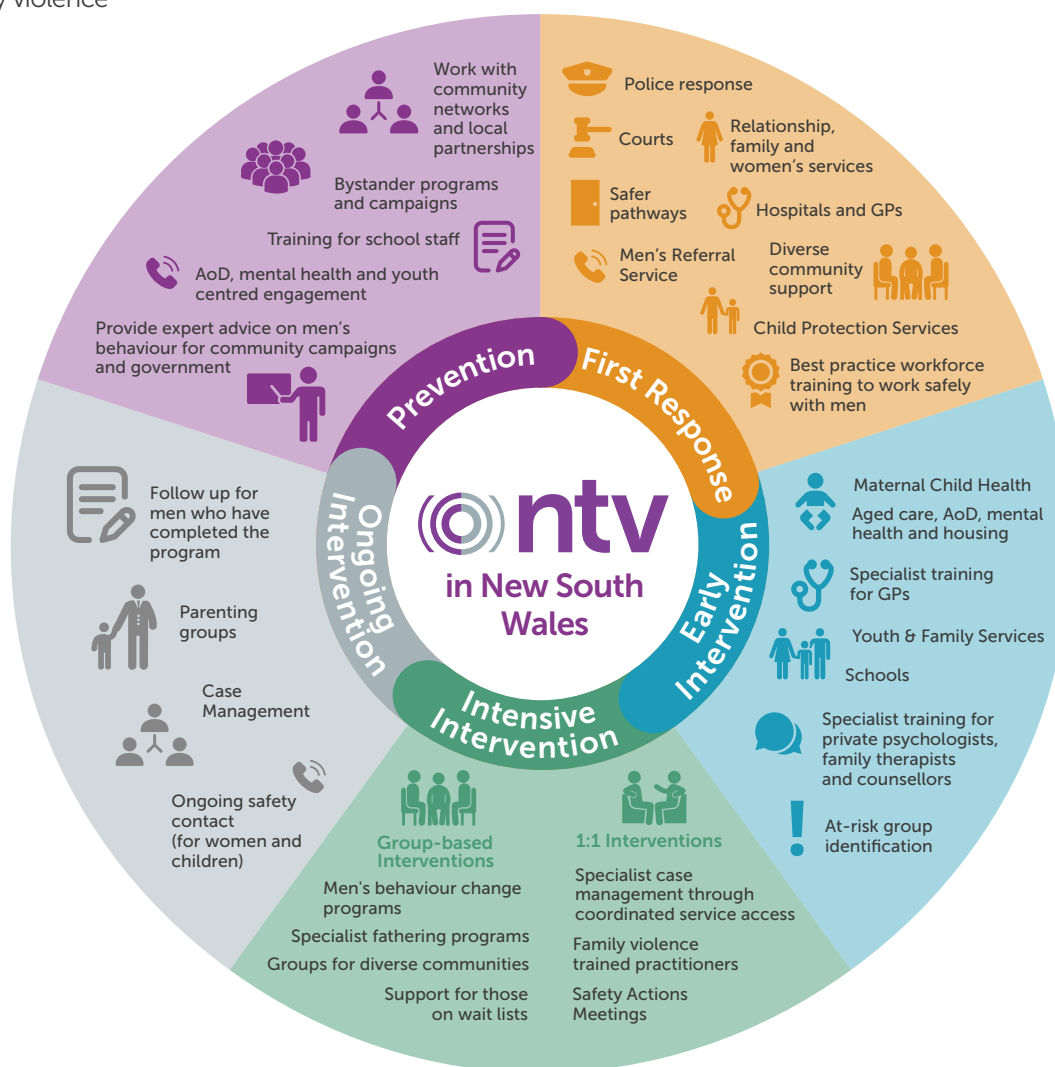 y violence
Work with
community
networks
and local
partnerships
Bystander programs
and campaigns
Training for school staff
AoD, mental health and youth
centred engagement
Provide expert advice on men's
behaviour for community campaigns
and government
Prevention
Police response
Courts
Relationship,
family and
women's services
Safer
pathways
Hospitals and GPs
Men's Referral
Service
Diverse
community
support
Child Protection Services
Best practice workforce
training to work safely
with men
First Response
Maternal Child Health
Aged care, AoD, mental
health and housing
Specialist training
for GPs
Youth & Family Services
Schools
Specialist training for
private psychologists,
family therapists
and counsellors
At-risk group
identification
Early
Intervention
Intensive
Intervention
Group-based
Interventions
Men's behaviour change
programs
Specialist fathering programs
Groups for diverse communities
Support for those
on wait lists
1:1 Interventions
Specialist case
management through
coordinated service access
Family violence
trained practitioners
Safety Actions
Meetings
Ongoing
Intervention
Follow up for
men who have
completed the
program
Parenting
groups
Case
Management
Ongoing safety
contact
(for women and
children)
ntv
in New South
Wales